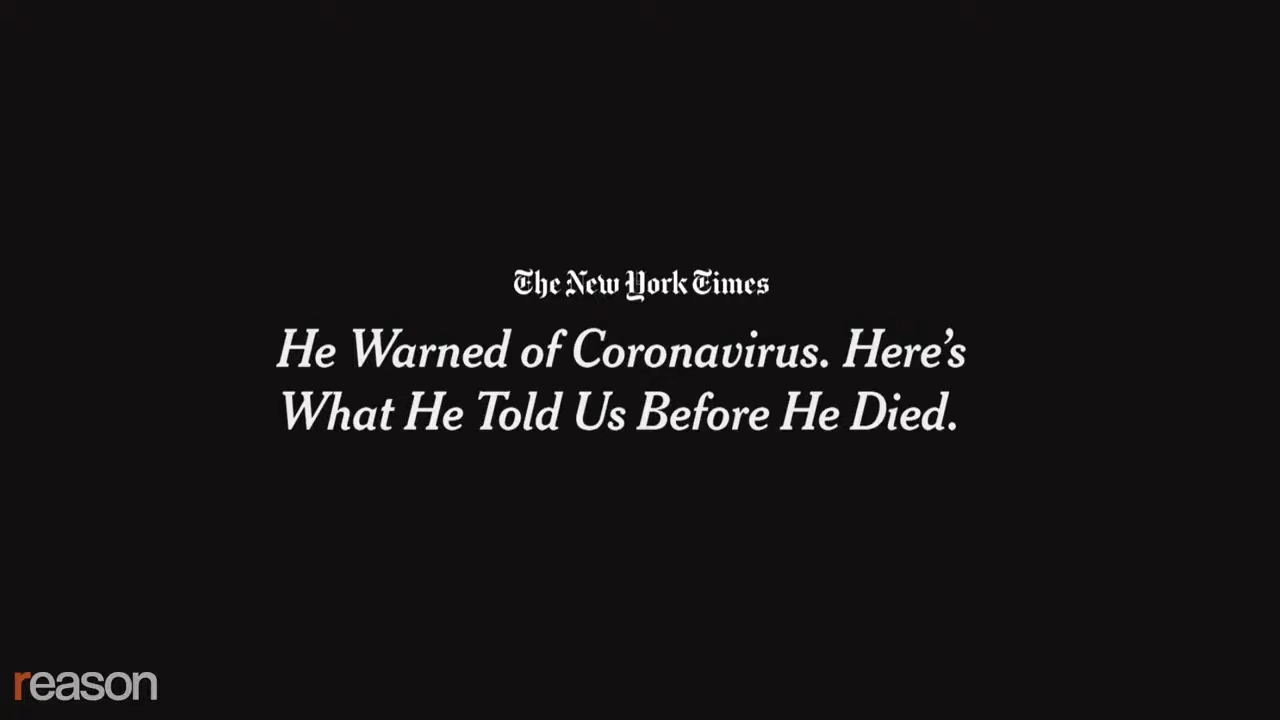 The New York Times
He Warned of Coronavirus. Here’s
What He Told Us Before He Died.
reason